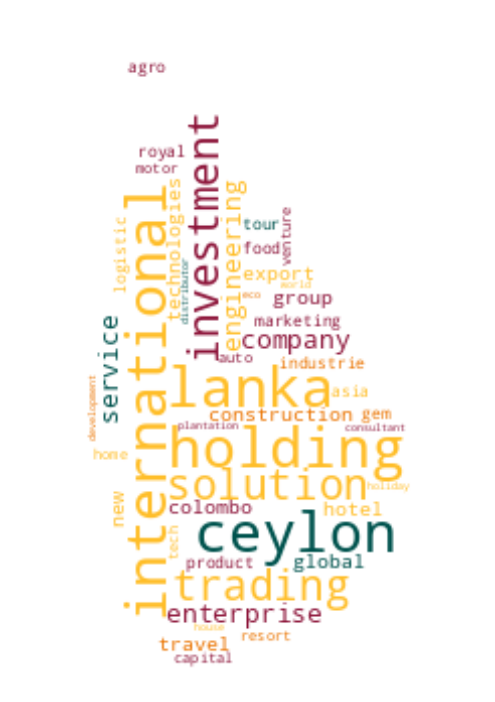 agro
royal
motor
investment
international
technologies
logistic
engineering
distributor
tour
venture
food
export
world
eco
group
service
marketing
company
auto
industrie
development
lanka
asia
construction
gem
plantation
consultant
home
holding
solution
holiday
new
colombo
hotel
tech
ceylon
product
global
trading
enterprise
house
resort
travel
capital